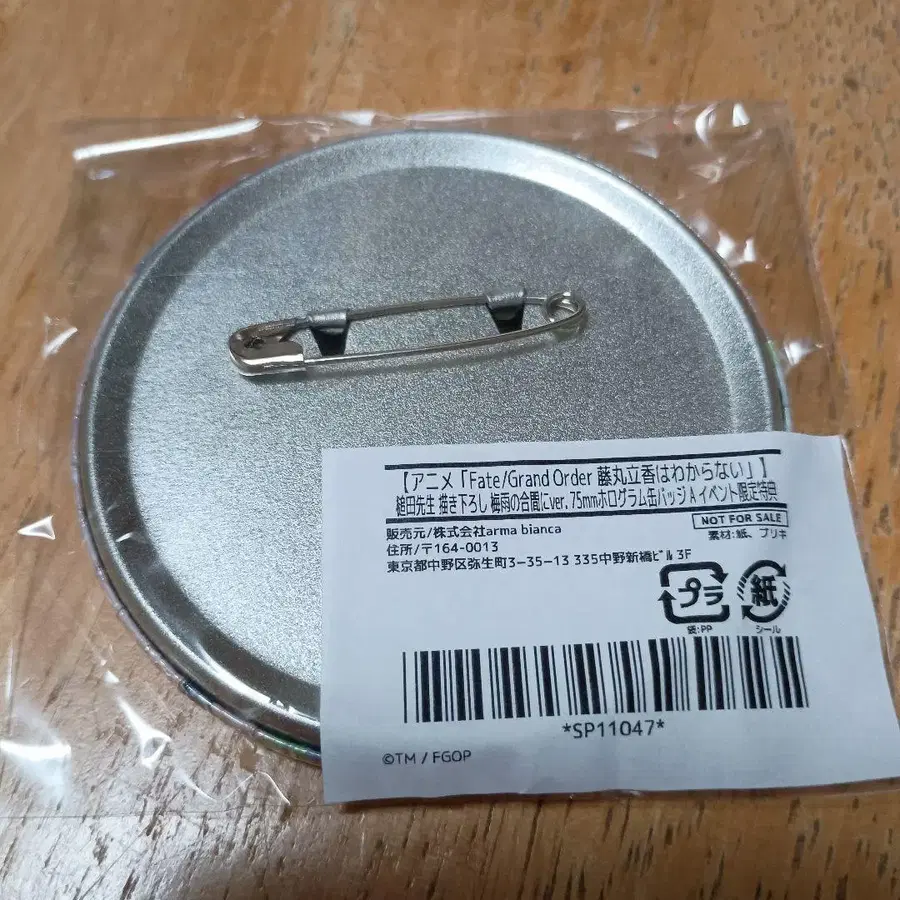 【アニメ「Fate/Grand Order 藤丸立香はわからない」】
槌田先生 描き下ろし 梅雨の合間にver. 75mmホログラム缶バッジ A イベント限定特典
NOT FOR SALE
販売元/株式会社arma bianca
素材:紙、ブリキ
住所/〒164-0013
東京都中野区弥生町3-35-13 335中野新橋ビル 3F
プラ
紙
袋:PP
シール
*SP11047*
©TM / FGOP